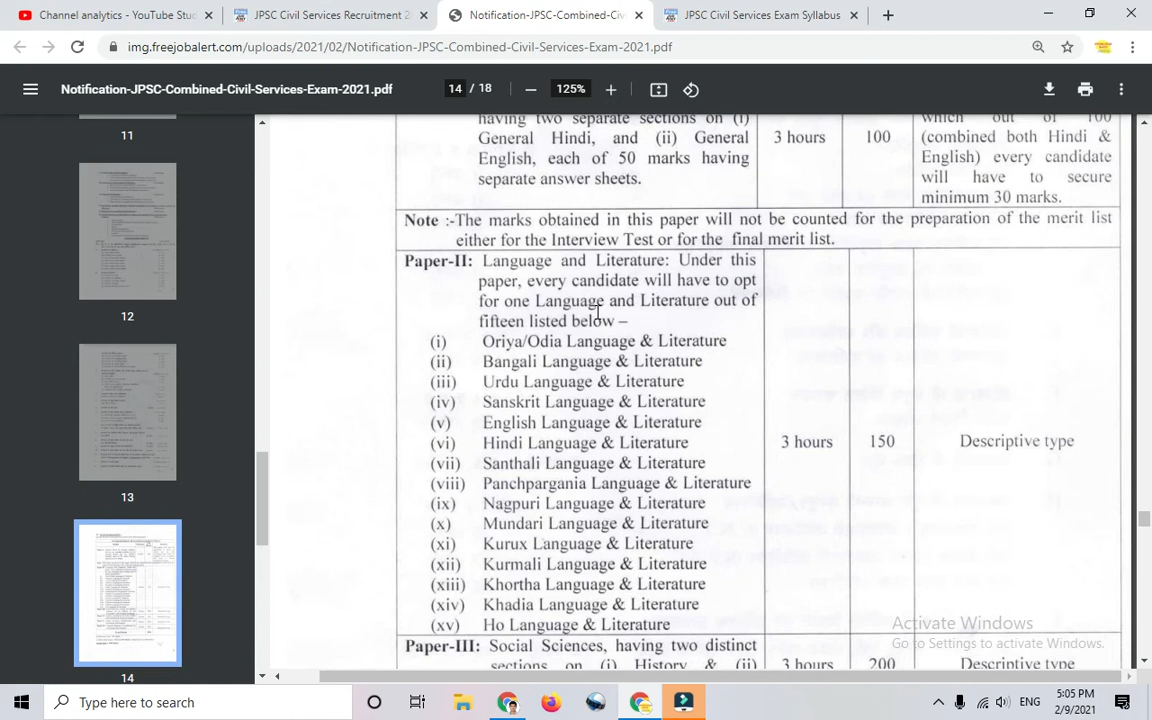 Channel analytics - YouTube Stu
JPSC Civil Services Recruitment 2
Notification-JPSC-Combined-Civ
JPSC Civil Services Exam Syllabus
img.freejobalert.com/uploads/2021/02/Notification-JPSC-Combined-Civil-Services-Exam-2021.pdf
Notification-JPSC-Combined-Civil-Services-Exam-2021.pdf
14 / 18
125%
11
12
13
14
having two separate sections on (i)
General Hindi, and (ii) General
English, each of 50 marks having
separate answer sheets.
3 hours
100
which out of 100
(combined both Hindi &
English) every candidate
will have to secure
minimum 30 marks.
Note :-The marks obtained in this paper will not be counted for the preparation of the merit list
either for the Interview Test or for the final merit list.
Paper-II: Language and Literature: Under this
paper, every candidate will have to opt
for one Language and Literature out of
fifteen listed below –
(i) Oriya/Odia Language & Literature
(ii) Bangali Language & Literature
(iii) Urdu Language & Literature
(iv) Sanskrit Language & Literature
(v) English Language & Literature
(vi) Hindi Language & Literature
(vii) Santhali Language & Literature
(viii) Panchpargania Language & Literature
(ix) Nagpuri Language & Literature
(x) Mundari Language & Literature
(xi) Kurux Language & Literature
(xii) Kurmali Language & Literature
(xiii) Khortha Language & Literature
(xiv) Khadia Language & Literature
(xv) Ho Language & Literature
3 hours
150
Descriptive type
Paper-III: Social Sciences, having two distinct
sections on (i) History & (ii)
3 hours
200
Descriptive type
Activate Windows
Go to Settings to activate Windows.
Type here to search
ENG
5:05 PM
2/9/2021